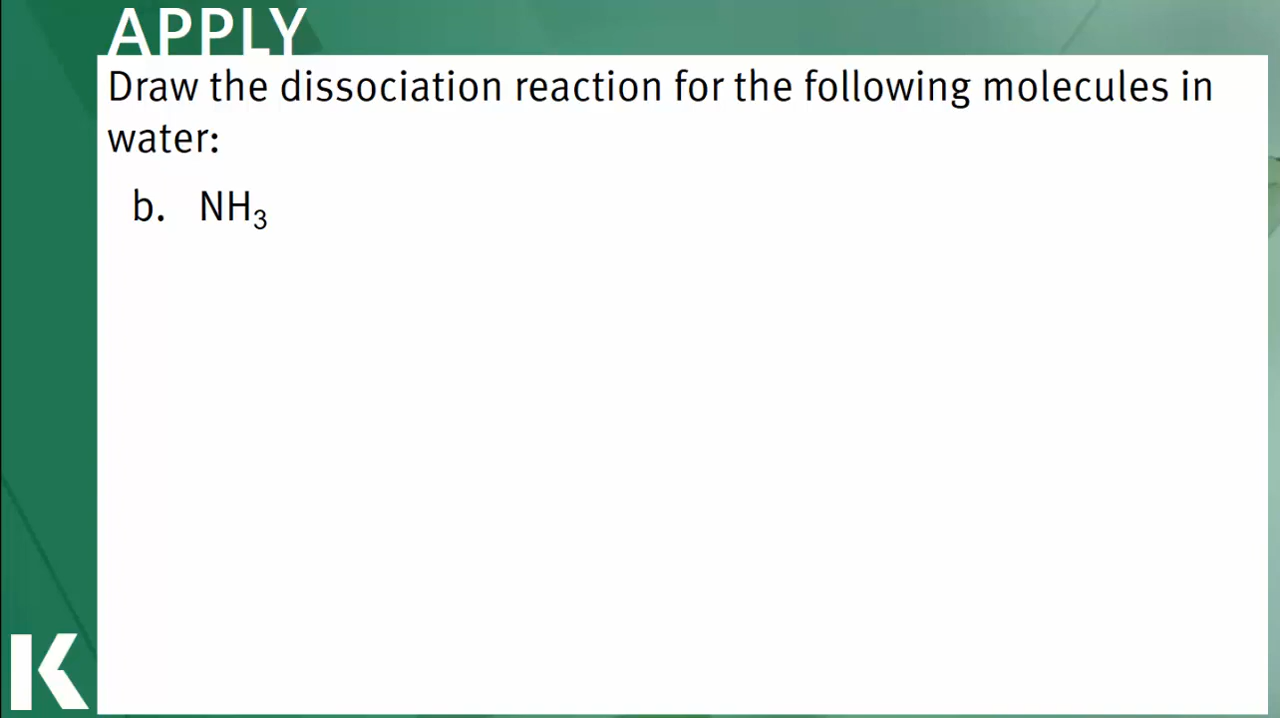 APPLY
Draw the dissociation reaction for the following molecules in
water:
b. NH₃
K